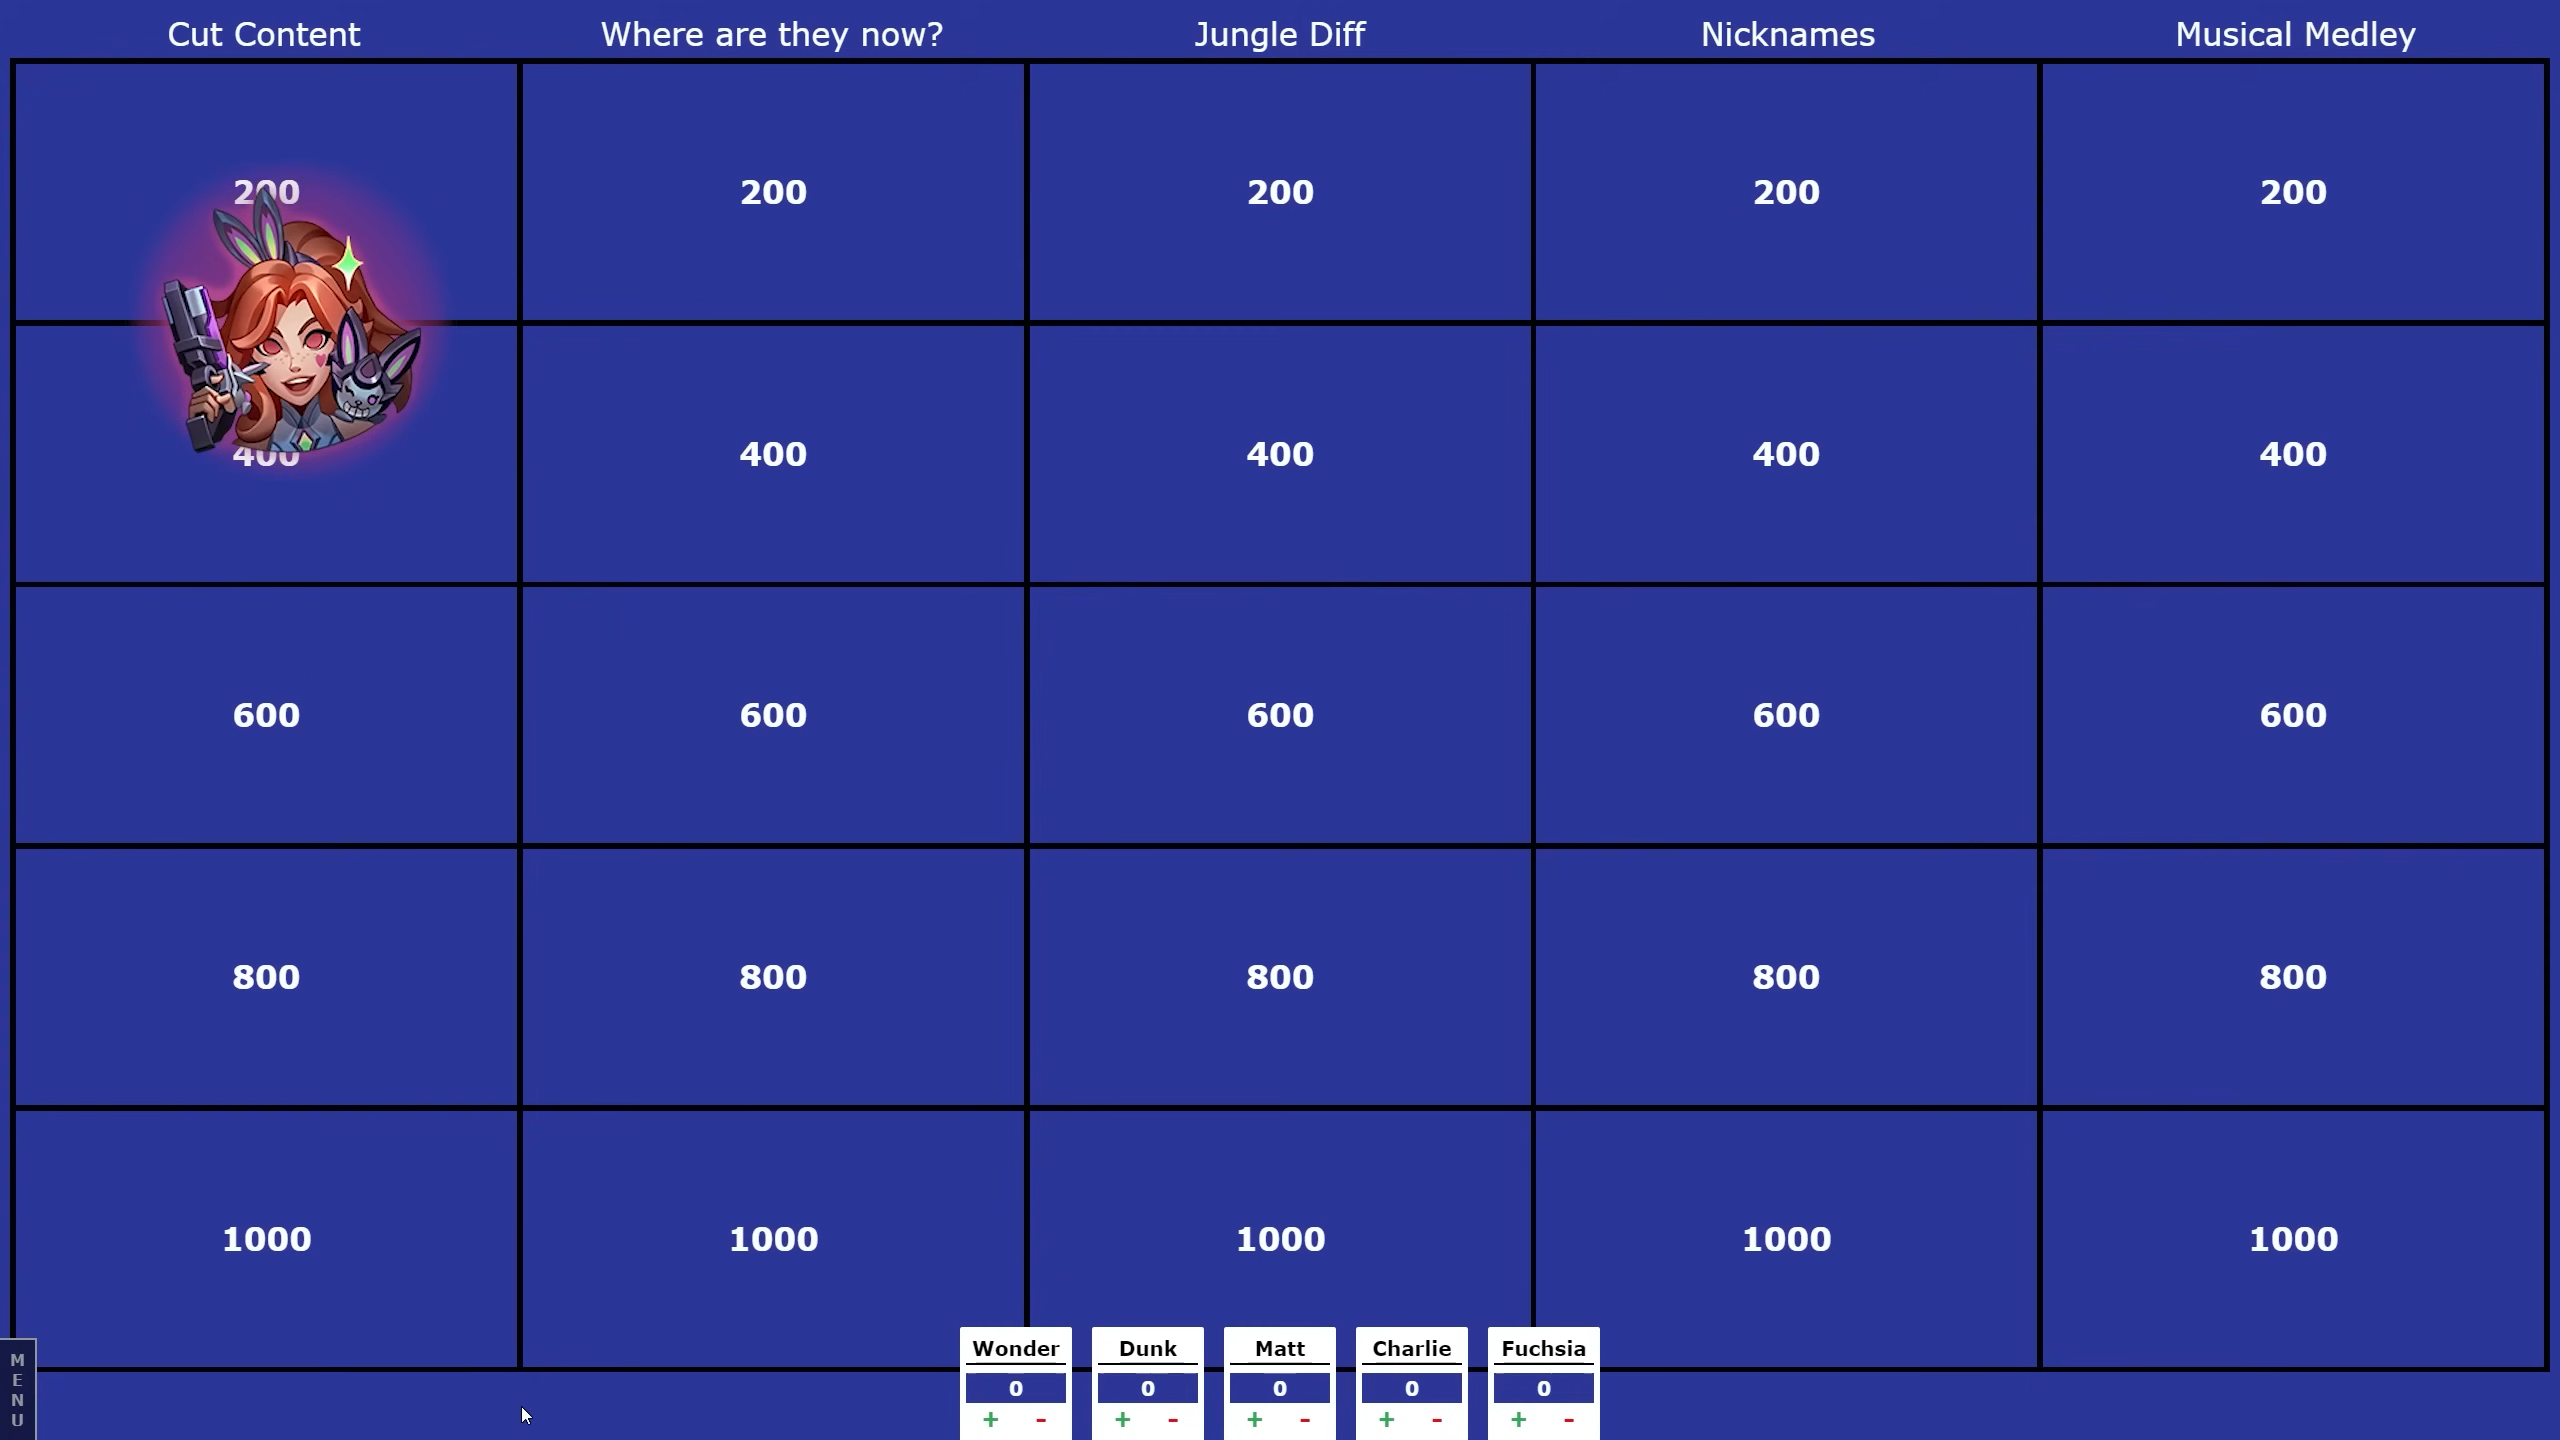 Cut Content Where are they now? Jungle Diff Nicknames Musical Medley
200 200 200 200 200
400 400 400 400 400
600 600 600 600 600
800 800 800 800 800
1000 1000 1000 1000 1000
Wonder Dunk Matt Charlie Fuchsia
0 0 0 0 0
+ - + - + - + - + -
MENU